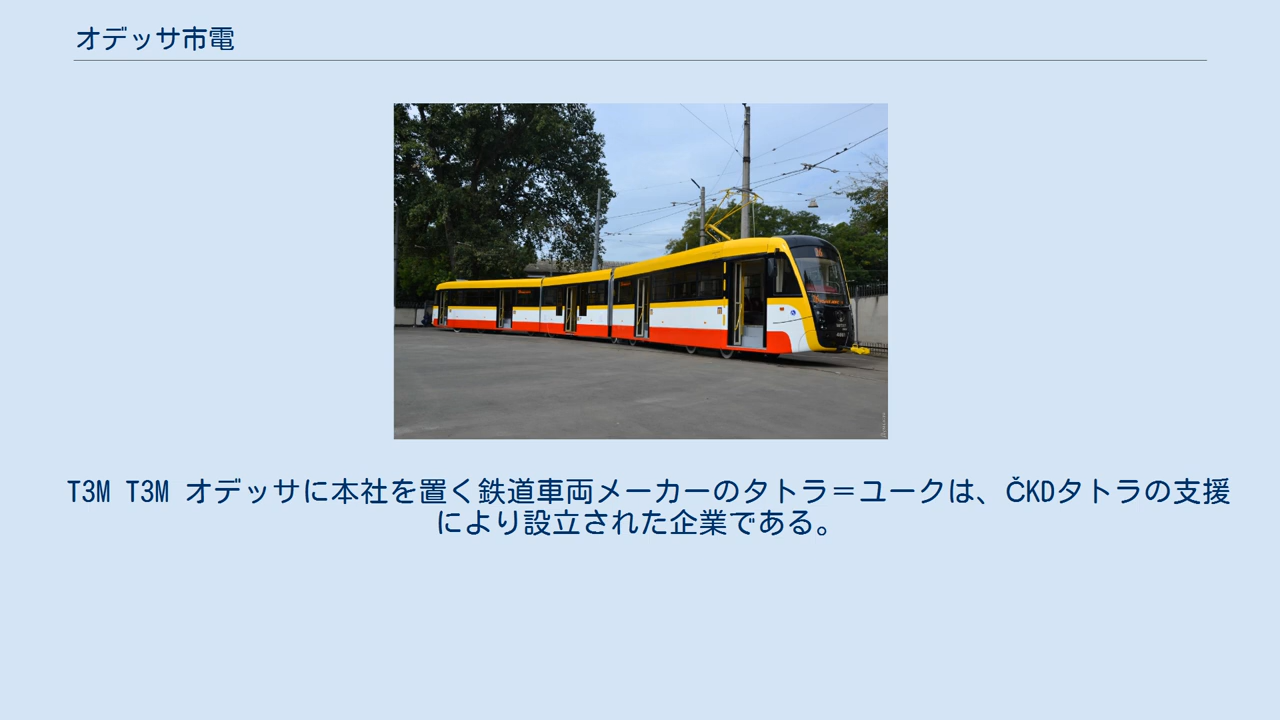 オデッサ市電
T3M T3M オデッサに本社を置く鉄道車両メーカーのタトラ＝ユークは、ČKDタトラの支援
により設立された企業である。